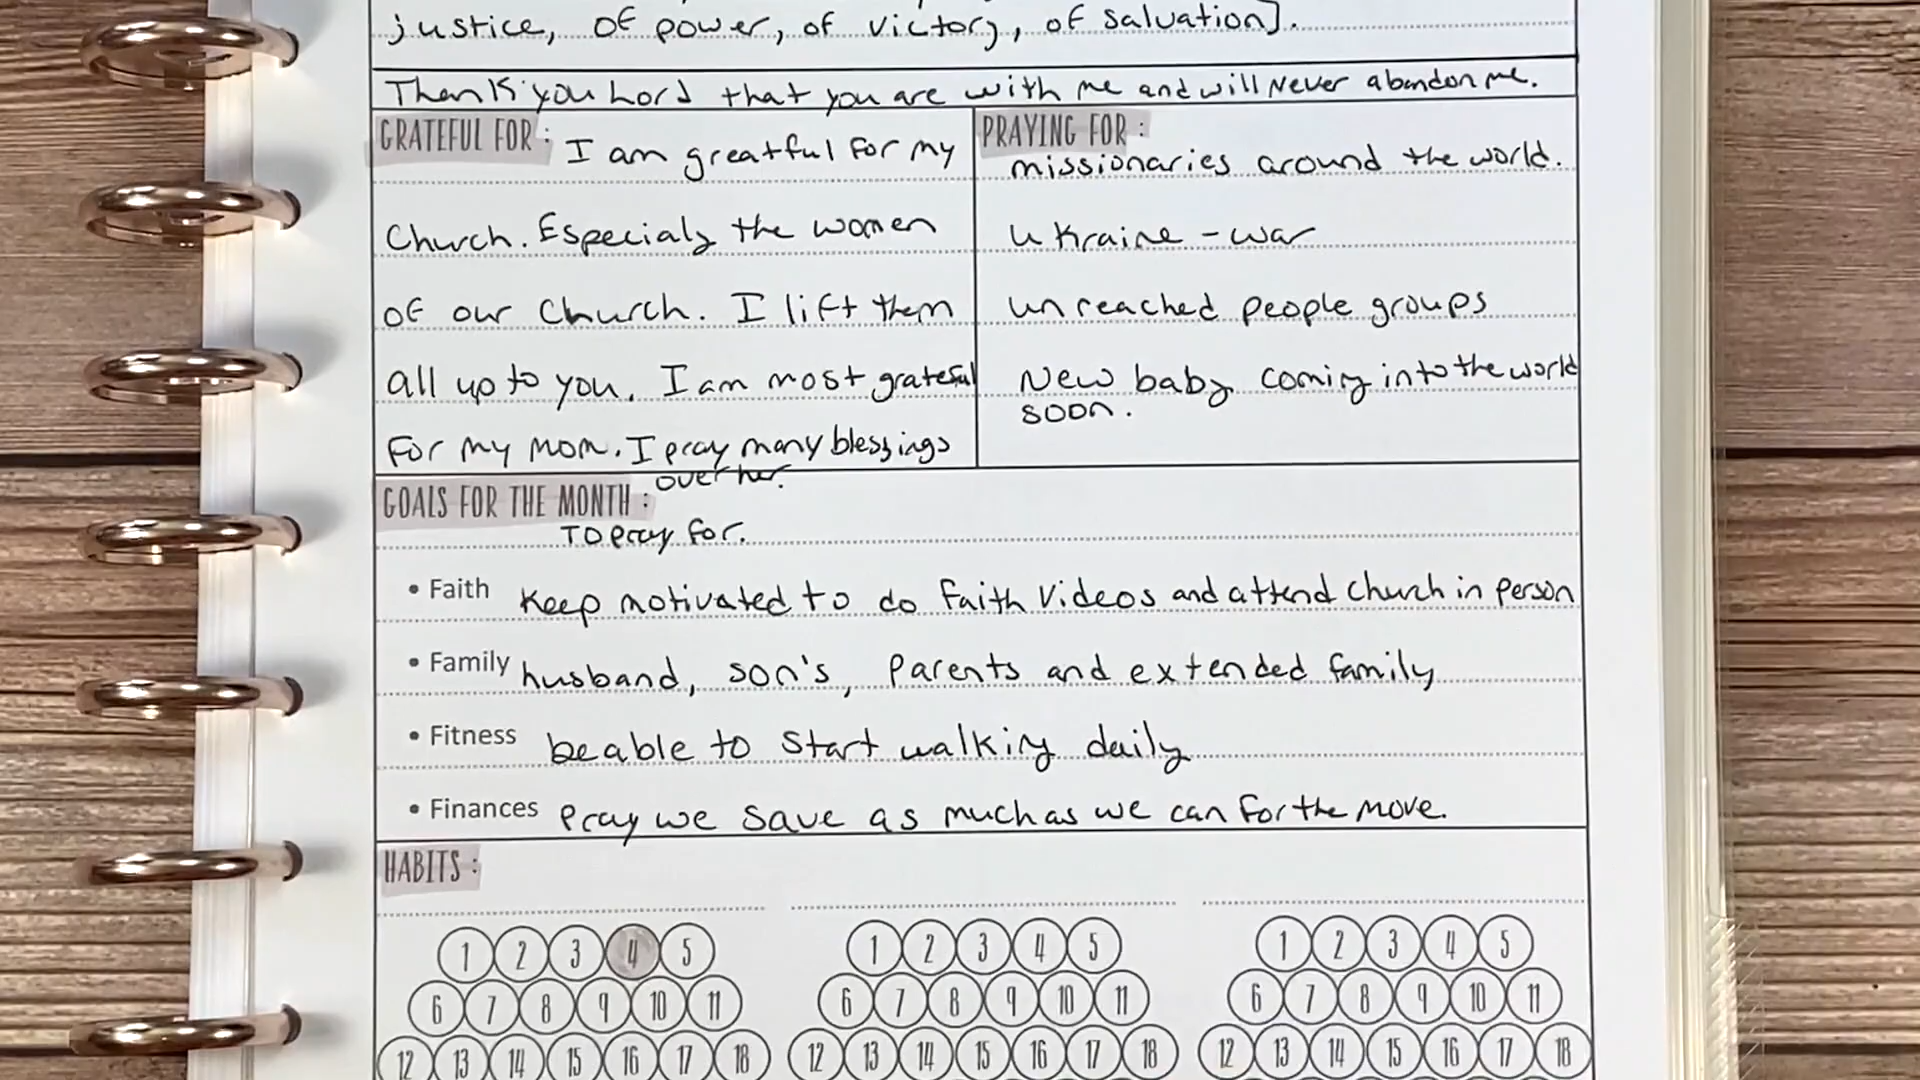 justice, of power, of victory, of salvation].
Thank you Lord that you are with me and will Never abandon me.
GRATEFUL FOR: I am greatful for my
Church. Especialy the women
of our Church. I lift them
all up to you. I am most grateful
for my mom. I pray many blessings
over her.
PRAYING FOR:
missionaries around the world.
Ukraine - war
unreached people groups
New baby coming into the world
soon.
GOALS FOR THE MONTH:
To pray for.
• Faith Keep motivated to do faith videos and attend church in person
• Family husband, son's, parents and extended family
• Fitness be able to start walking daily
• Finances Pray we save as much as we can for the move.
HABITS:
1 2 3 4 5
6 7 8 9 10 11
12 13 14 15 16 17 18
1 2 3 4 5
6 7 8 9 10 11
12 13 14 15 16 17 18
1 2 3 4 5
6 7 8 9 10 11
12 13 14 15 16 17 18